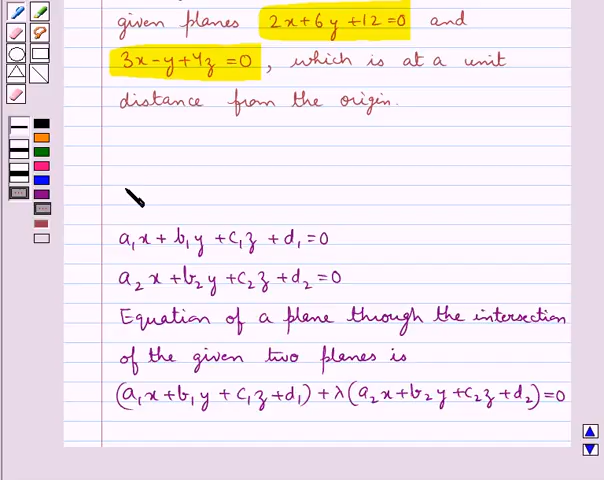 given planes 2x+6y+12=0 and
3x-y+4z=0, which is at a unit
distance from the origin.
a₁x+b₁y+c₁z+d₁=0
a₂x+b₂y+c₂z+d₂=0
Equation of a plane through the intersection
of the given two planes is
(a₁x+b₁y+c₁z+d₁)+λ(a₂x+b₂y+c₂z+d₂)=0